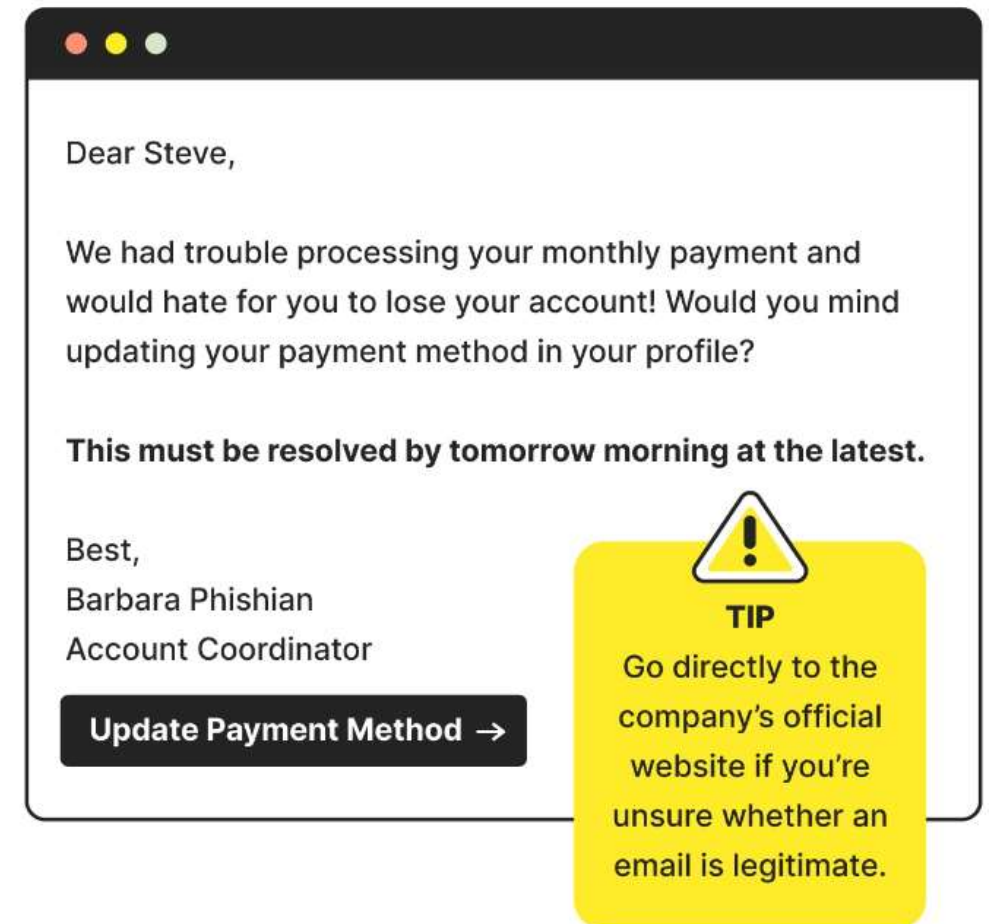 Dear Steve,
We had trouble processing your monthly payment and
would hate for you to lose your account! Would you mind
updating your payment method in your profile?
This must be resolved by tomorrow morning at the latest.
Best,
Barbara Phishian
Account Coordinator
Update Payment Method →
TIP
Go directly to the
company's official
website if you're
unsure whether an
email is legitimate.